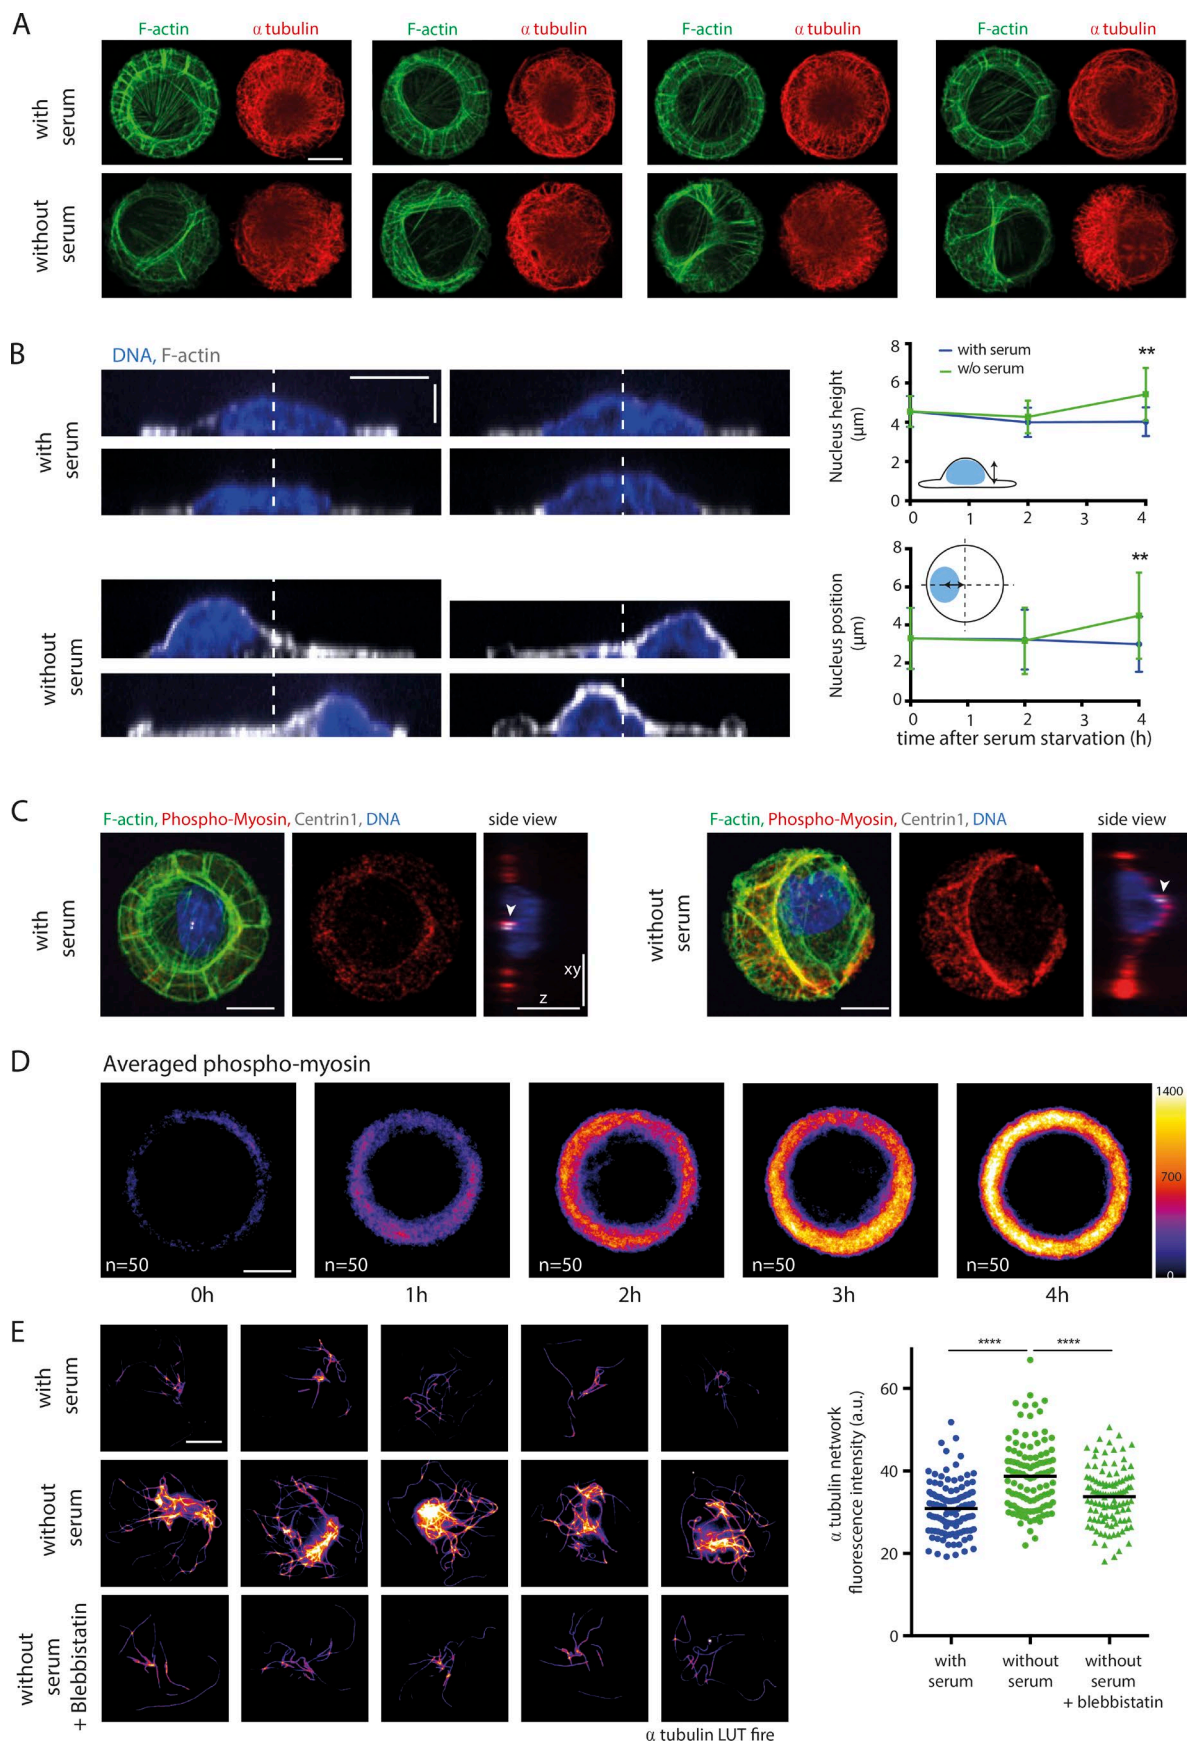 A
F-actin α tubulin F-actin α tubulin F-actin α tubulin F-actin α tubulin
with
serum
without
serum
B
DNA, F-actin
with
serum
without
serum
8
6
4
2
0
Nucleus height
(μm)
with serum
w/o serum
**
0 1 2 3 4
8
6
4
2
0
Nucleus position
(μm)
**
0 1 2 3 4
time after serum starvation (h)
C
F-actin, Phospho-Myosin, Centrin1, DNA side view
with
serum
xy
z
F-actin, Phospho-Myosin, Centrin1, DNA side view
without
serum
D
Averaged phospho-myosin
n=50 n=50 n=50 n=50 n=50
0h 1h 2h 3h 4h
1400
700
0
E
with
serum
without
serum
without
serum
+ Blebbistatin
α tubulin LUT fire
**** ****
60
40
20
0
α tubulin network
fluorescence intensity (a.u.)
with
serum
without
serum
without
serum
+ blebbistatin